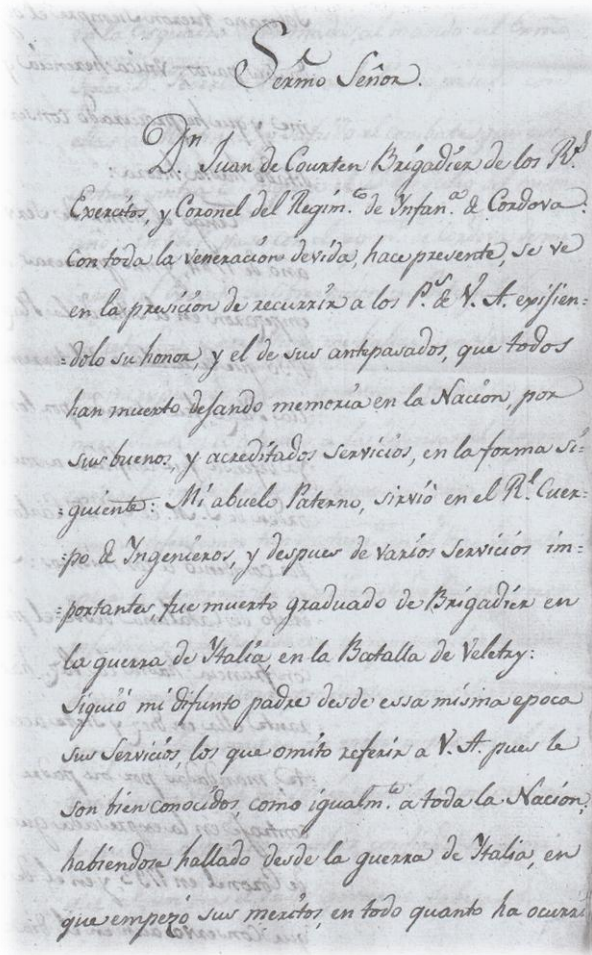 Sermo Señor.
Dn Juan de Courten Brigadier de los Rs
Exercitos, y Coronel del Regimto de Infana de Cordova.
con toda la veneracion devida, hace presente, se ve
en la presicion de recurrir a los Ps de V. A. exisien-
-dolo su honor, y el de sus antepasados, que todos
han muerto desando memoria en la Nacion, por
sus buenos, y acreditados servicios, en la forma si-
-guiente: Mi abuelo Paterno, sirvió en el Rl Cuer-
-po de Ingenieros, y despues de varios servicios im-
-portantes fue muerto graduado de Brigadier en
la guerra de Italia, en la Batalla de Veletry:
siguió mi difunto padre desde essa misma epoca
sus servicios, los que omito referir a V. A. pues le
son bien conocidos, como igualmte a toda la Nacion,
habiendose hallado desde la guerra de Italia, en
que empezó sus meritos, en todo quanto ha ocurri